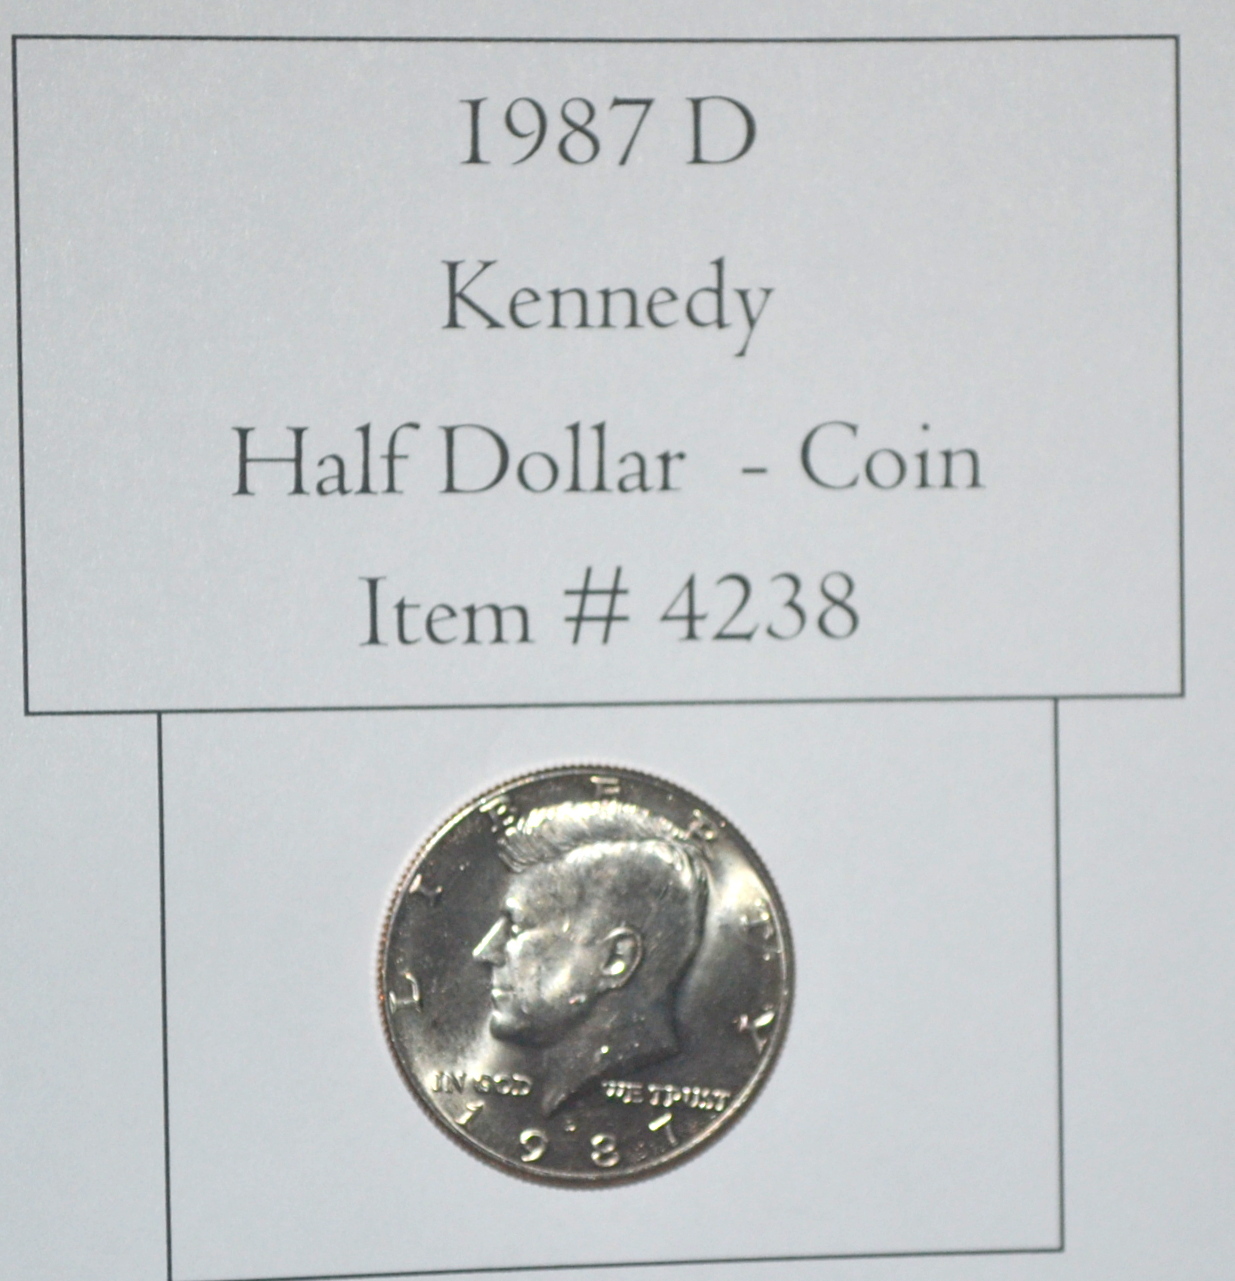 1987 D
Kennedy
Half Dollar - Coin
Item # 4238
LIBERTY
IN GOD WE TRUST
1987